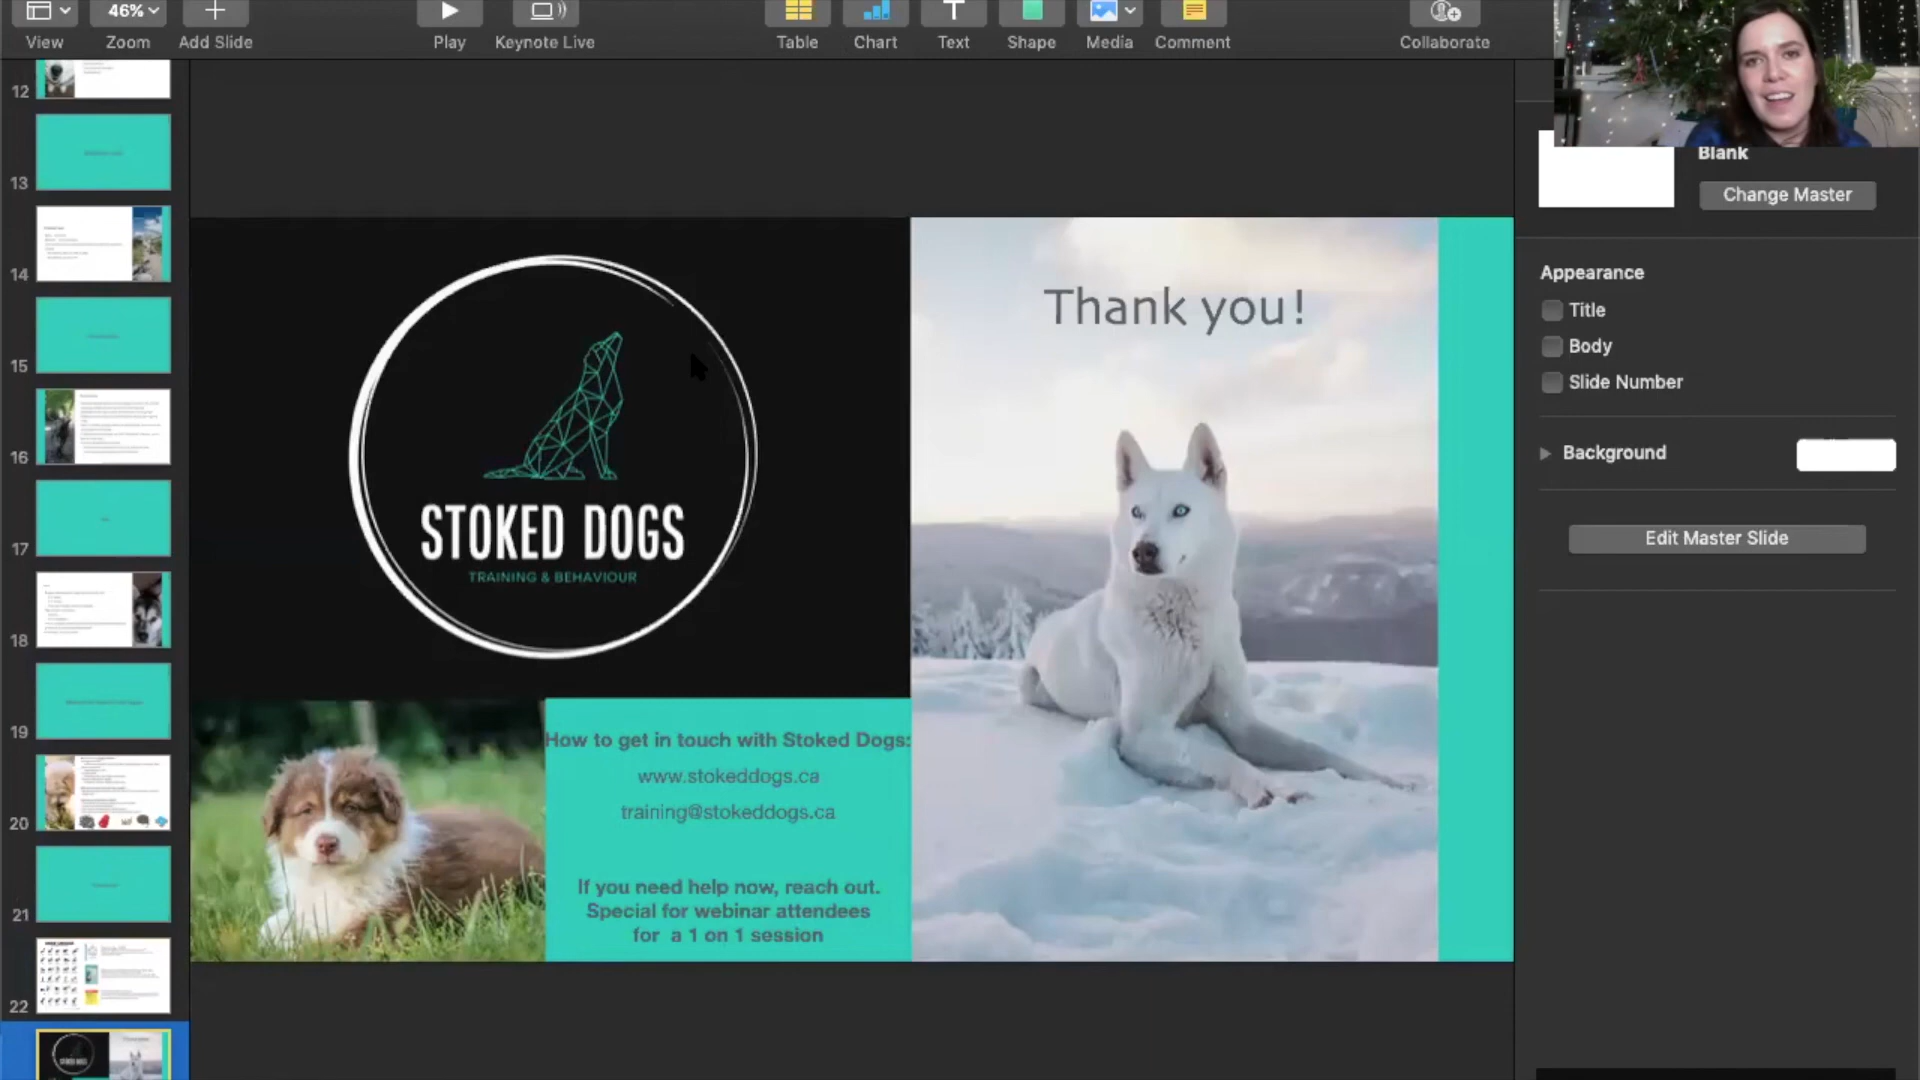 View
46%
Zoom
Add Slide
Play
Keynote Live
Table
Chart
Text
Shape
Media
Comment
Collaborate
12
13
14
15
16
17
18
19
20
21
22
STOKED DOGS
TRAINING & BEHAVIOUR
Thank you!
How to get in touch with Stoked Dogs:
www.stokeddogs.ca
training@stokeddogs.ca
If you need help now, reach out.
Special for webinar attendees
for a 1 on 1 session
Blank
Change Master
Appearance
Title
Body
Slide Number
Background
Edit Master Slide